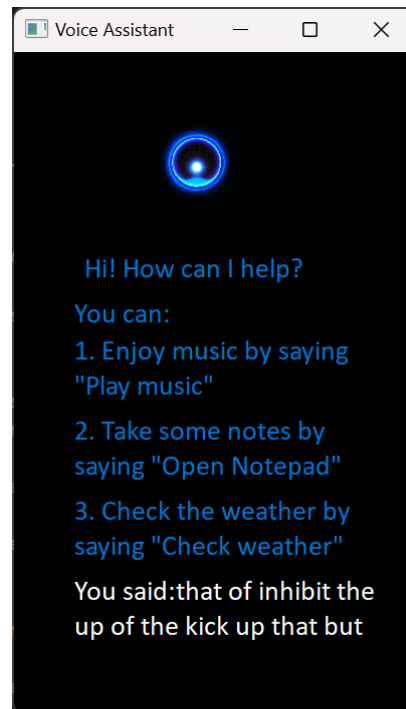 Voice Assistant
Hi! How can I help?
You can:
1. Enjoy music by saying
"Play music"
2. Take some notes by
saying "Open Notepad"
3. Check the weather by
saying "Check weather"
You said:that of inhibit the
up of the kick up that but